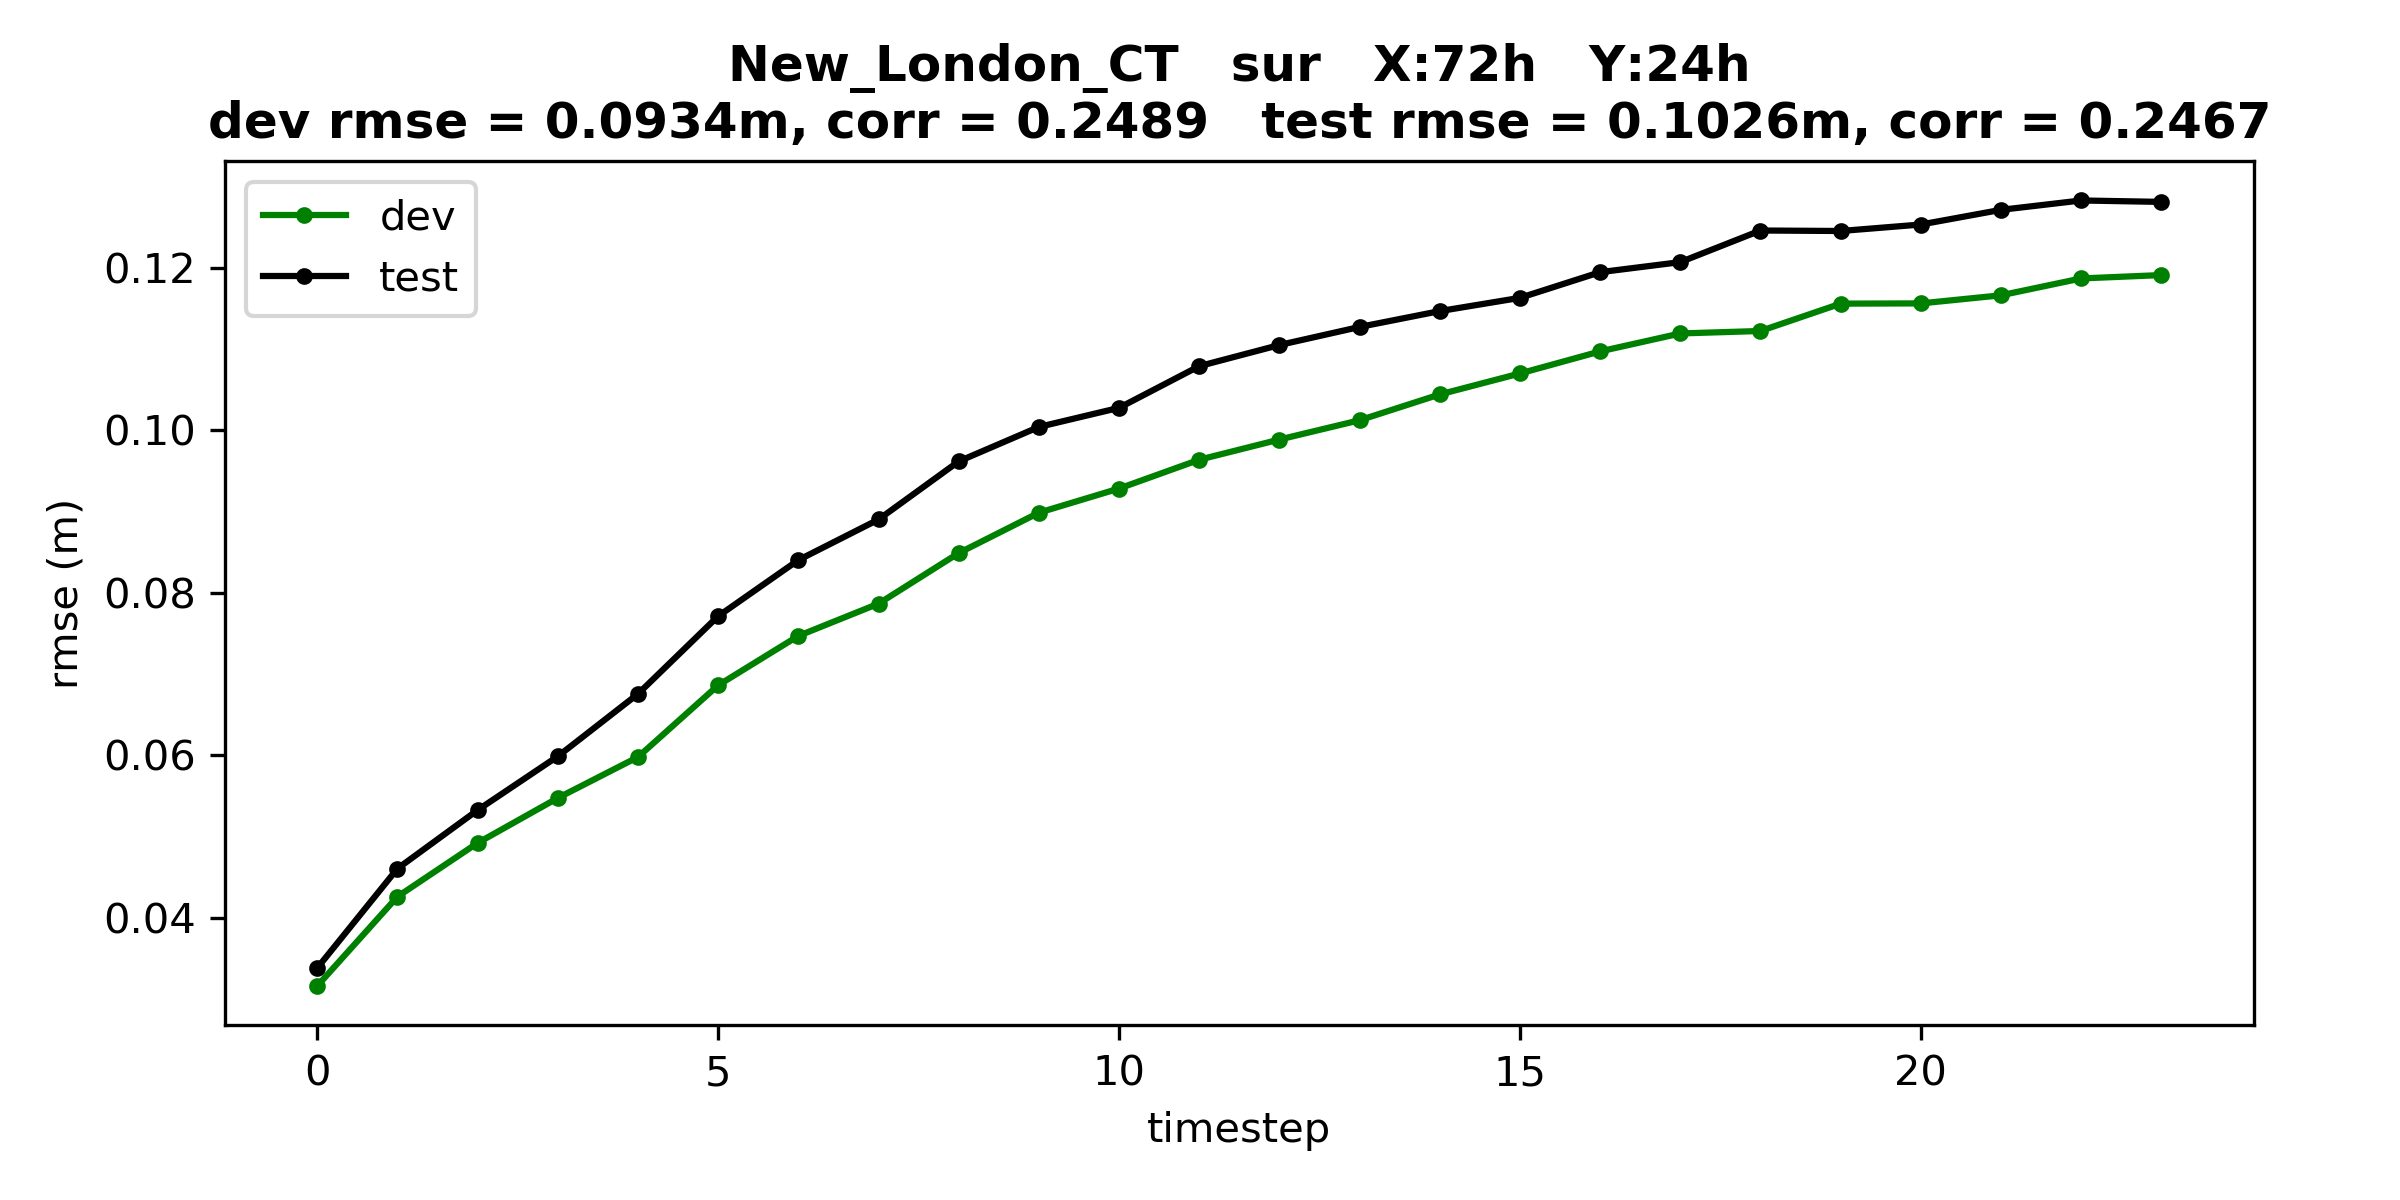 New_London_CT sur X:72h Y:24h
dev rmse = 0.0934m, corr = 0.2489 test rmse = 0.1026m, corr = 0.2467
dev
test
0.12
0.10
0.08
0.06
0.04
rmse (m)
0 5 10 15 20
timestep